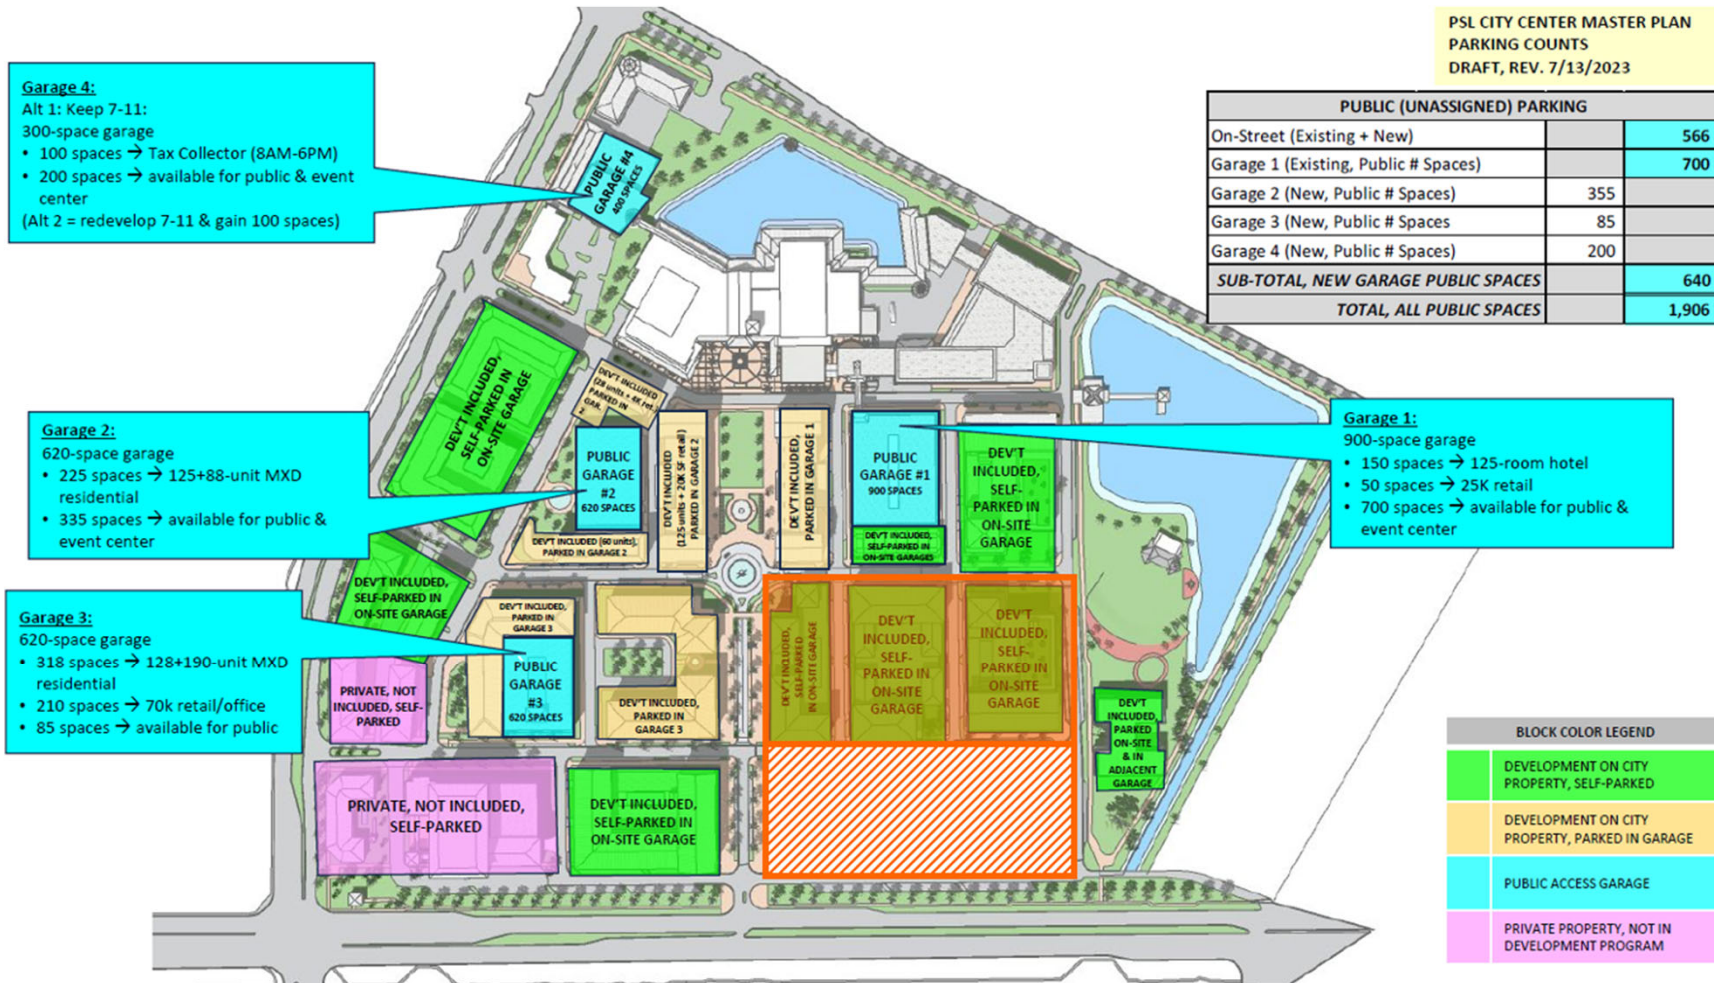 PSL CITY CENTER MASTER PLAN
PARKING COUNTS
DRAFT, REV. 7/13/2023
PUBLIC (UNASSIGNED) PARKING
On-Street (Existing + New) 566
Garage 1 (Existing, Public # Spaces) 700
Garage 2 (New, Public # Spaces) 355
Garage 3 (New, Public # Spaces 85
Garage 4 (New, Public # Spaces) 200
SUB-TOTAL, NEW GARAGE PUBLIC SPACES 640
TOTAL, ALL PUBLIC SPACES 1,906
Garage 4:
Alt 1: Keep 7-11:
300-space garage
• 100 spaces → Tax Collector (8AM-6PM)
• 200 spaces → available for public & event
center
(Alt 2 = redevelop 7-11 & gain 100 spaces)
PUBLIC
GARAGE #4
400 SPACES
DEV'T INCLUDED,
SELF-PARKED IN
ON-SITE GARAGE
DEV'T INCLUDED
(28 units + 4K ret.)
PARKED IN
GAR.
2
Garage 2:
620-space garage
• 225 spaces → 125+88-unit MXD
residential
• 335 spaces → available for public &
event center
PUBLIC
GARAGE
#2
620 SPACES
DEV'T INCLUDED
(125 units + 20K SF retail)
PARKED IN GARAGE 2
DEV'T INCLUDED,
PARKED IN GARAGE 1
PUBLIC
GARAGE #1
900 SPACES
DEV'T
INCLUDED,
SELF-
PARKED IN
ON-SITE
GARAGE
Garage 1:
900-space garage
• 150 spaces → 125-room hotel
• 50 spaces → 25K retail
• 700 spaces → available for public &
event center
DEV'T INCLUDED (60 units),
PARKED IN GARAGE 2
DEV'T INCLUDED,
SELF-PARKED IN
ON-SITE GARAGES
DEV'T INCLUDED,
SELF-PARKED IN
ON-SITE GARAGE
Garage 3:
620-space garage
• 318 spaces → 128+190-unit MXD
residential
• 210 spaces → 70k retail/office
• 85 spaces → available for public
DEV'T INCLUDED,
PARKED IN
GARAGE 3
PUBLIC
GARAGE
#3
620 SPACES
DEV'T INCLUDED,
PARKED IN
GARAGE 3
DEV'T INCLUDED,
SELF-PARKED
IN ON-SITE GARAGE
DEV'T
INCLUDED,
SELF-
PARKED IN
ON-SITE
GARAGE
DEV'T
INCLUDED,
SELF-
PARKED IN
ON-SITE
GARAGE
PRIVATE, NOT
INCLUDED, SELF-
PARKED
DEV'T
INCLUDED,
PARKED
ON-SITE
& IN
ADJACENT
GARAGE
PRIVATE, NOT INCLUDED,
SELF-PARKED
DEV'T INCLUDED,
SELF-PARKED IN
ON-SITE GARAGE
BLOCK COLOR LEGEND
DEVELOPMENT ON CITY
PROPERTY, SELF-PARKED
DEVELOPMENT ON CITY
PROPERTY, PARKED IN GARAGE
PUBLIC ACCESS GARAGE
PRIVATE PROPERTY, NOT IN
DEVELOPMENT PROGRAM